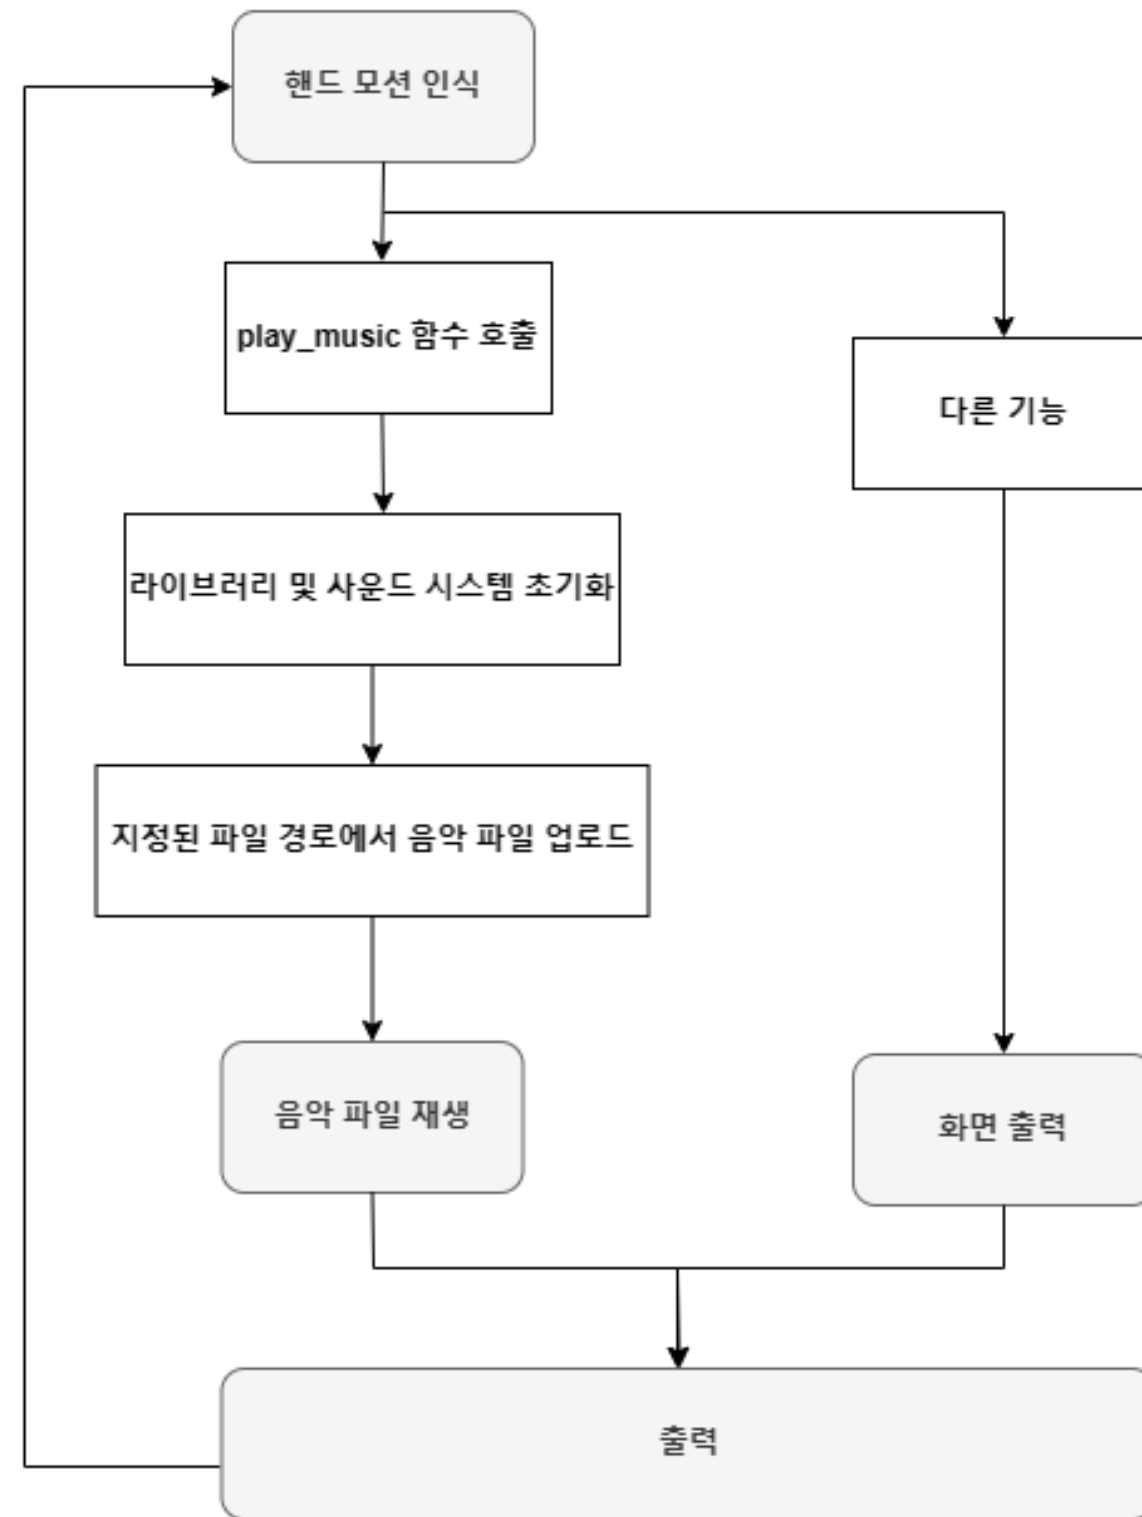 핸드 모션 인식
play_music 함수 호출
다른 기능
라이브러리 및 사운드 시스템 초기화
지정된 파일 경로에서 음악 파일 업로드
음악 파일 재생
화면 출력
출력